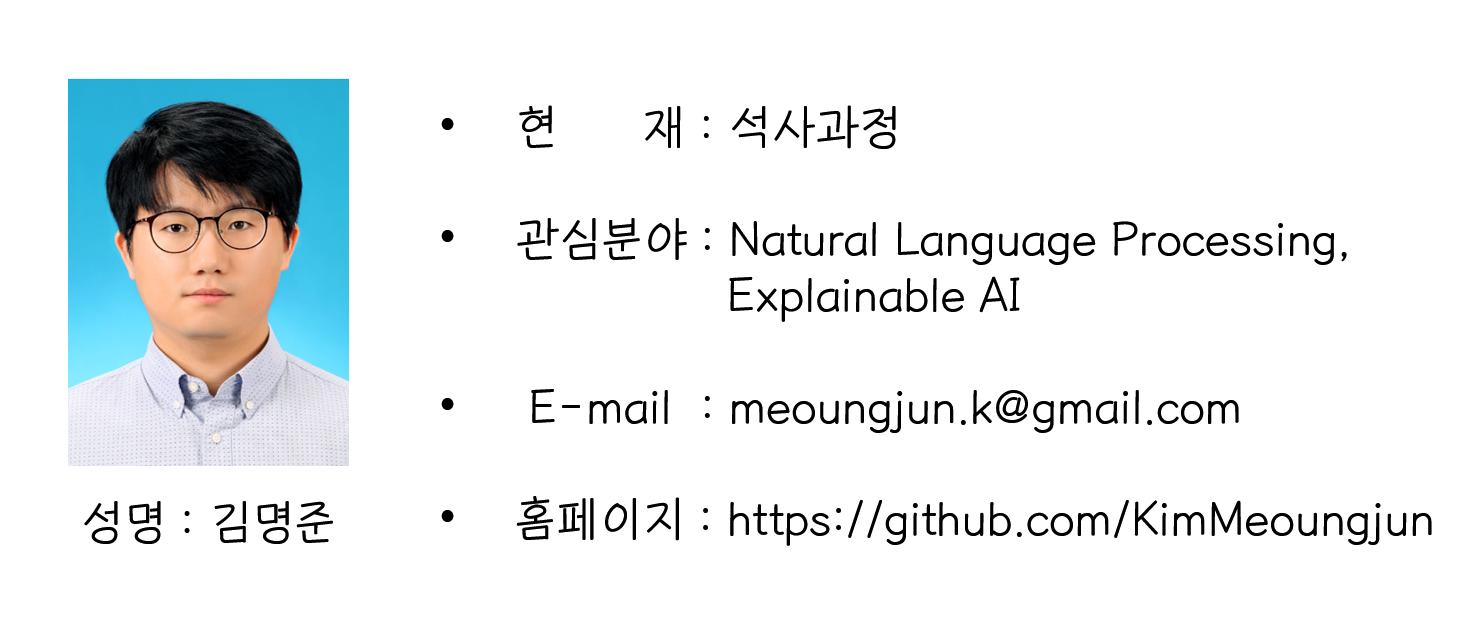 현 재 : 석사과정
관심분야 : Natural Language Processing,
Explainable AI
E-mail : meoungjun.k@gmail.com
홈페이지 : https://github.com/KimMeoungjun
성명 : 김명준